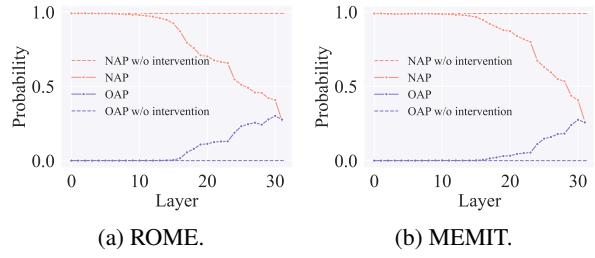 1.0
0.5
0.0
Probability
NAP w/o intervention
NAP
OAP
OAP w/o intervention
0 10 20 30
Layer
(a) ROME.
1.0
0.5
0.0
Probability
NAP w/o intervention
NAP
OAP
OAP w/o intervention
0 10 20 30
Layer
(b) MEMIT.